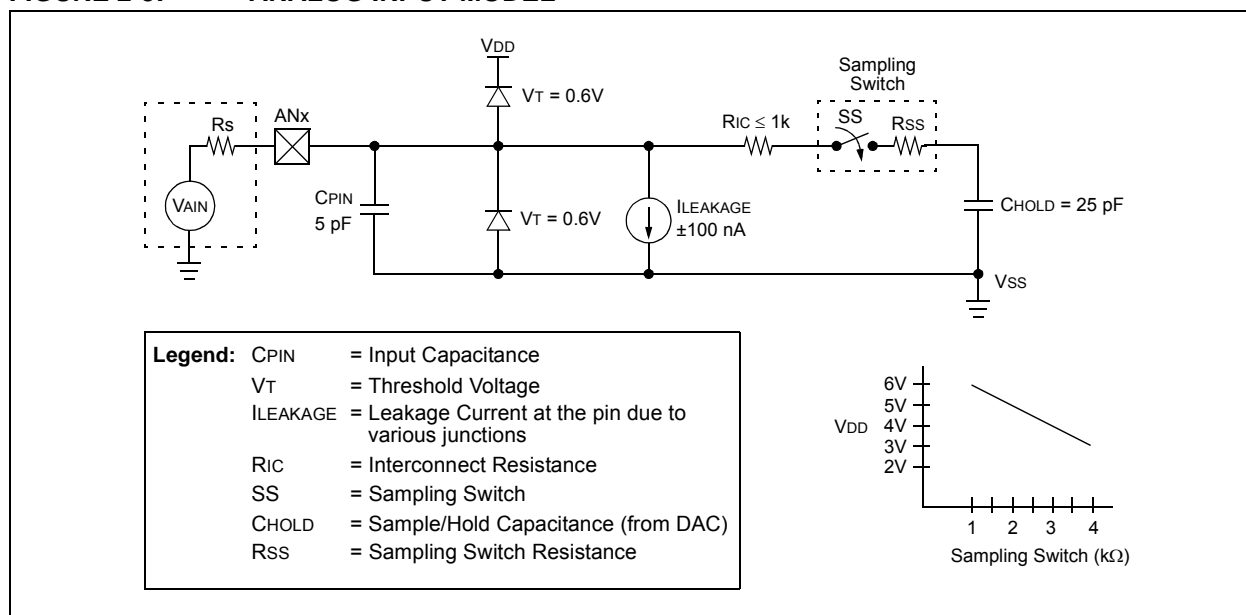 VDD
Sampling
Switch
VT = 0.6V
ANx
RIC ≤ 1k
SS
RSS
Rs
VAIN
CPIN
5 pF
VT = 0.6V
ILEAKAGE
±100 nA
CHOLD = 25 pF
VSS
Legend: CPIN = Input Capacitance
VT = Threshold Voltage
ILEAKAGE = Leakage Current at the pin due to
various junctions
RIC = Interconnect Resistance
SS = Sampling Switch
CHOLD = Sample/Hold Capacitance (from DAC)
RSS = Sampling Switch Resistance
6V
5V
VDD 4V
3V
2V
1 2 3 4
Sampling Switch (kΩ)